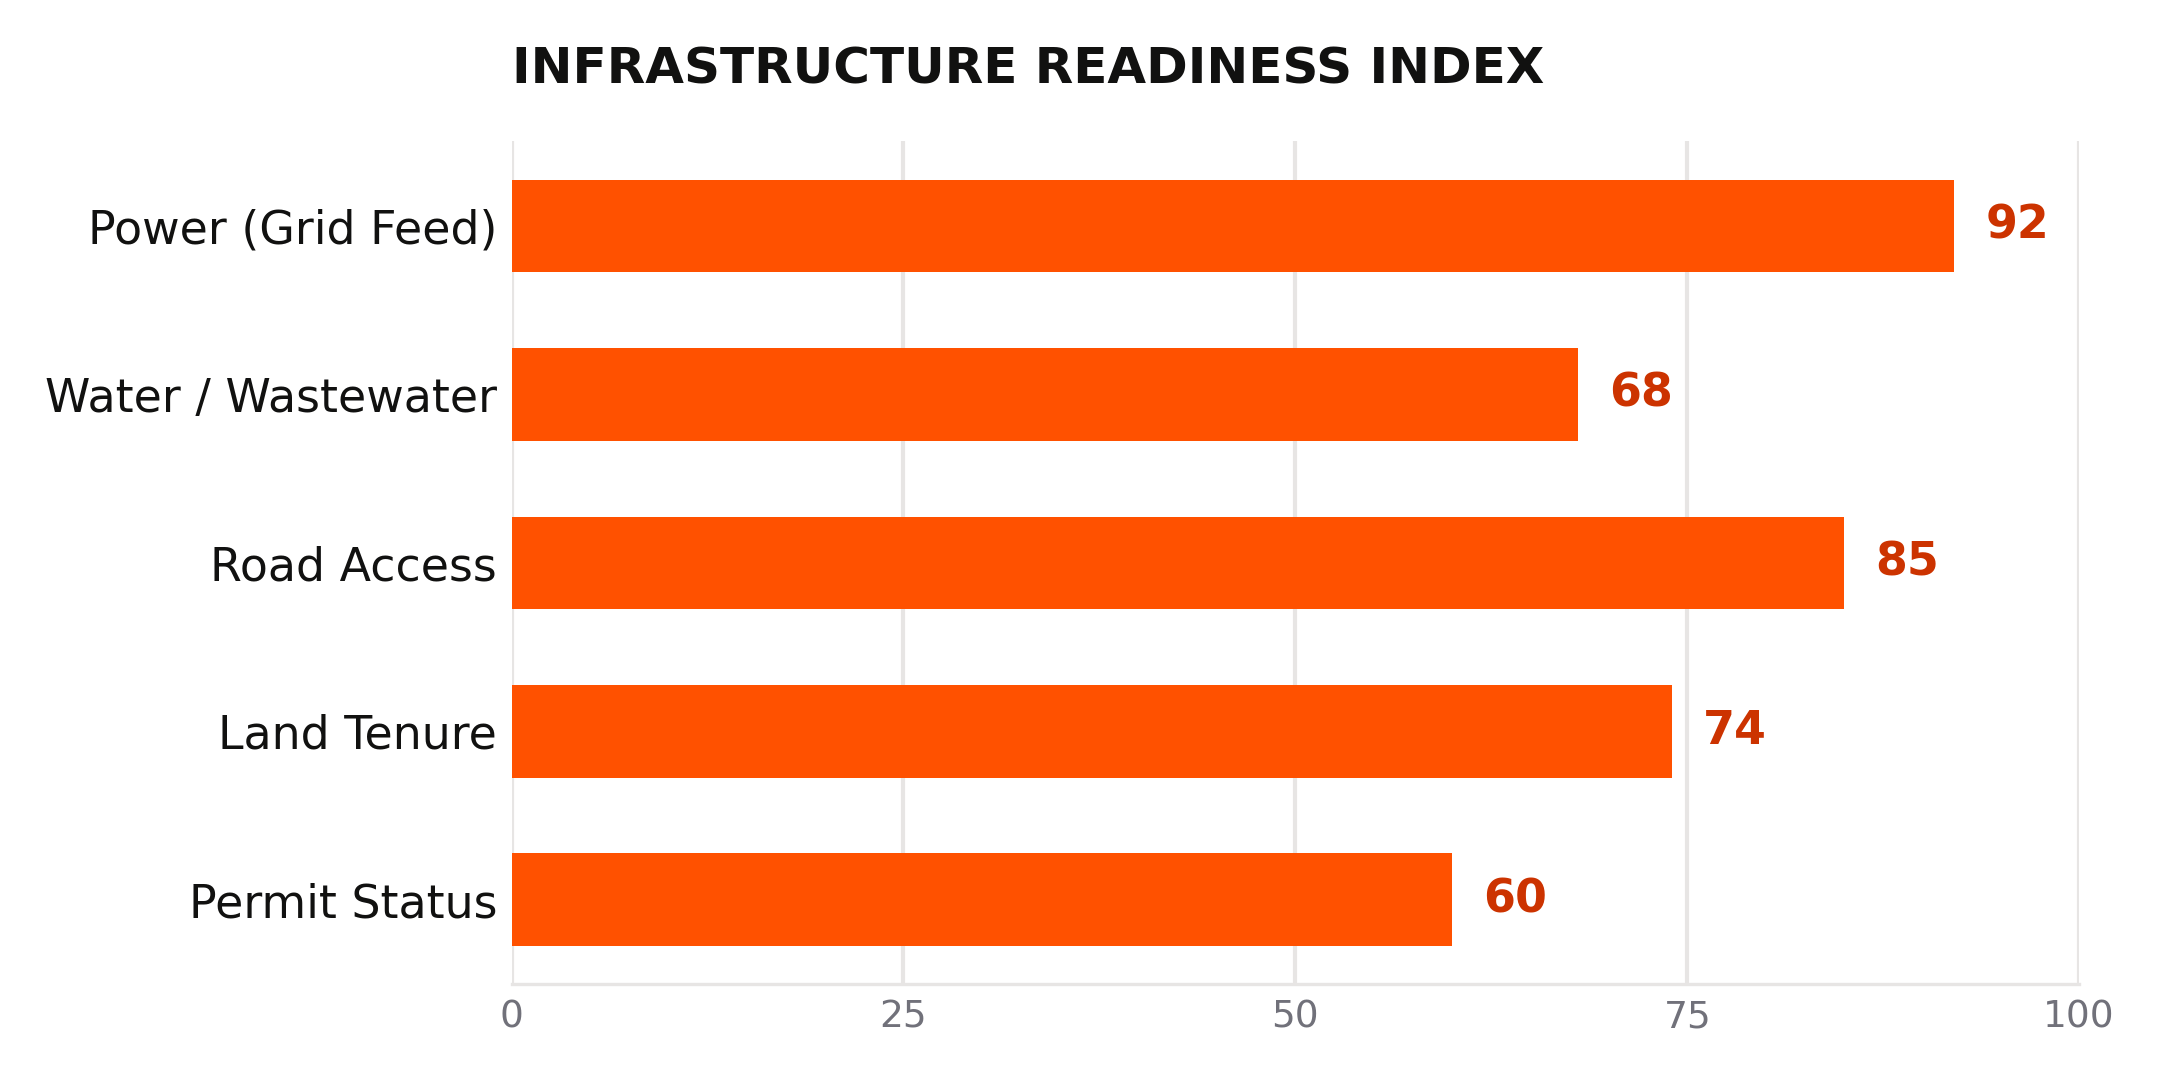 INFRASTRUCTURE READINESS INDEX
Power (Grid Feed) 92
Water / Wastewater 68
Road Access 85
Land Tenure 74
Permit Status 60
0 25 50 75 100